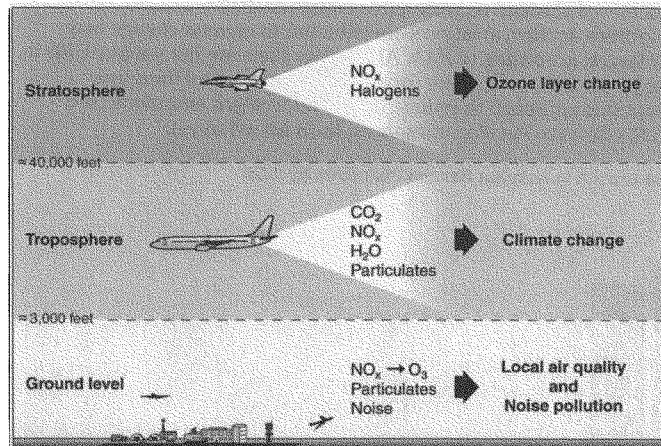 Stratosphere
NOx
Halogens
Ozone layer change
≈ 40,000 feet
Troposphere
CO2
NOx
H2O
Particulates
Climate change
≈ 3,000 feet
Ground level
NOx → O3
Particulates
Noise
Local air quality
and
Noise pollution